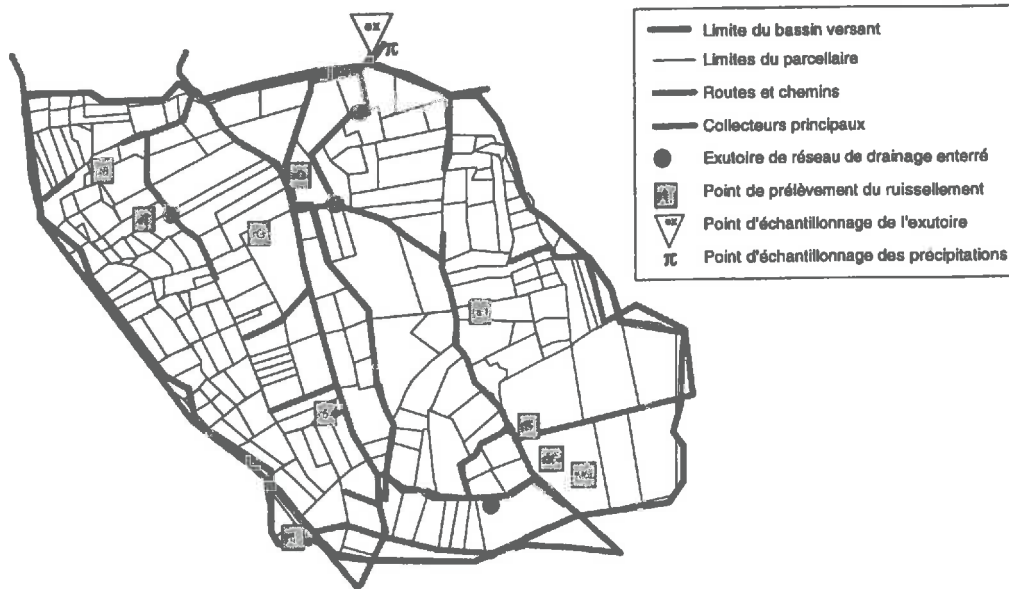 ex
π
Limite du bassin versant
Limites du parcellaire
Routes et chemins
Collecteurs principaux
Exutoire de réseau de drainage enterré
Point de prélèvement du ruissellement
ex
Point d'échantillonnage de l'exutoire
π
Point d'échantillonnage des précipitations